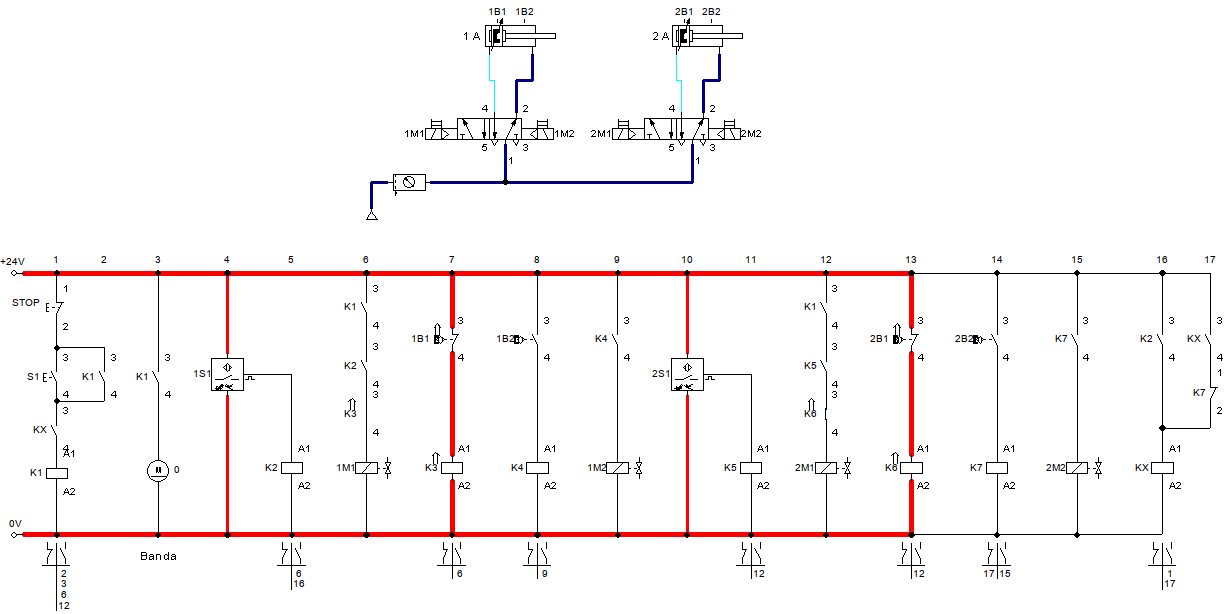 1B1 1B2 2B1 2B2
1 A 2 A
4 2 4 2
1M1 1M2 2M1 2M2
5 3 5 3
1 1
1 2 3 4 5 6 7 8 9 10 11 12 13 14 15 16 17
+24V
1 3 3 3 3 3 3 3 3 3 3 3
STOP K1 K1
2 4 4
1B1 1B2 K4 2B1 2B2 K7 K2 KX
3 3 3 4 4 4 4 4 4 4 4
K2 K5
S1 K1 K1 1S1 2S1 1
4 4 4 4 4 K7
3 3 3 2
K3 K6
KX 4 4
4
A1 A1 A1 A1 A1 A1 A1 A1
K1 M 0 K2 1M1 K3 K4 1M2 K5 2M1 K6 K7 2M2 KX
A2 A2 A2 A2 A2 A2 A2 A2
0V
Banda
2 6 6 9 12 12 17 15 1
3 16 17
6
12